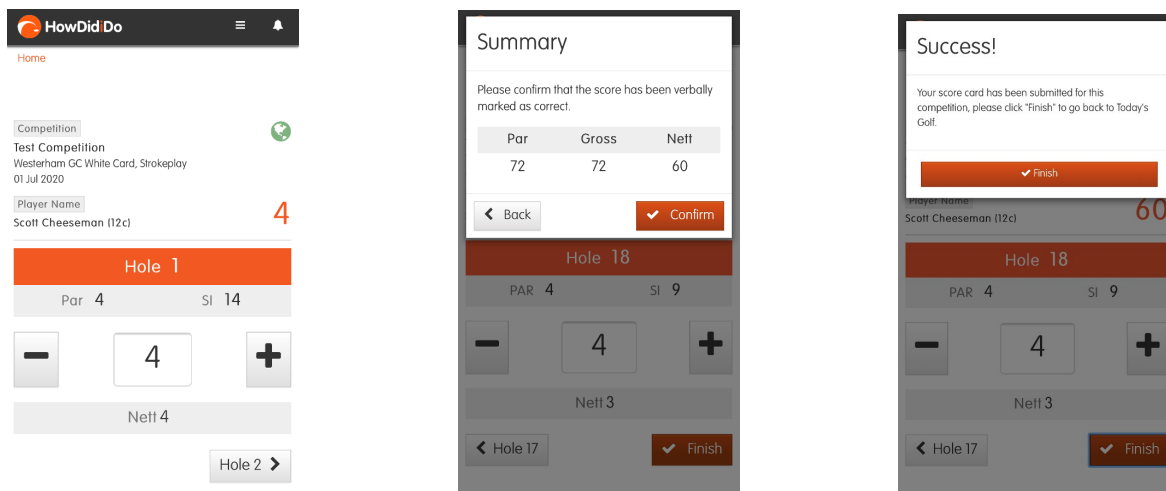 HowDidiDo
Home
Competition
Test Competition
Westerham GC White Card, Strokeplay
01 Jul 2020
Player Name
Scott Cheeseman (12c)
4
Hole 1
Par 4 SI 14
4
Nett 4
Hole 2
Summary
Please confirm that the score has been verbally
marked as correct.
Par Gross Nett
72 72 60
Back Confirm
Hole 18
PAR 4 SI 9
4
Nett 3
Hole 17 Finish
Success!
Your score card has been submitted for this
competition, please click "Finish" to go back to Today's
Golf.
Finish
Player Name
Scott Cheeseman (12c)
60
Hole 18
PAR 4 SI 9
4
Nett 3
Hole 17 Finish